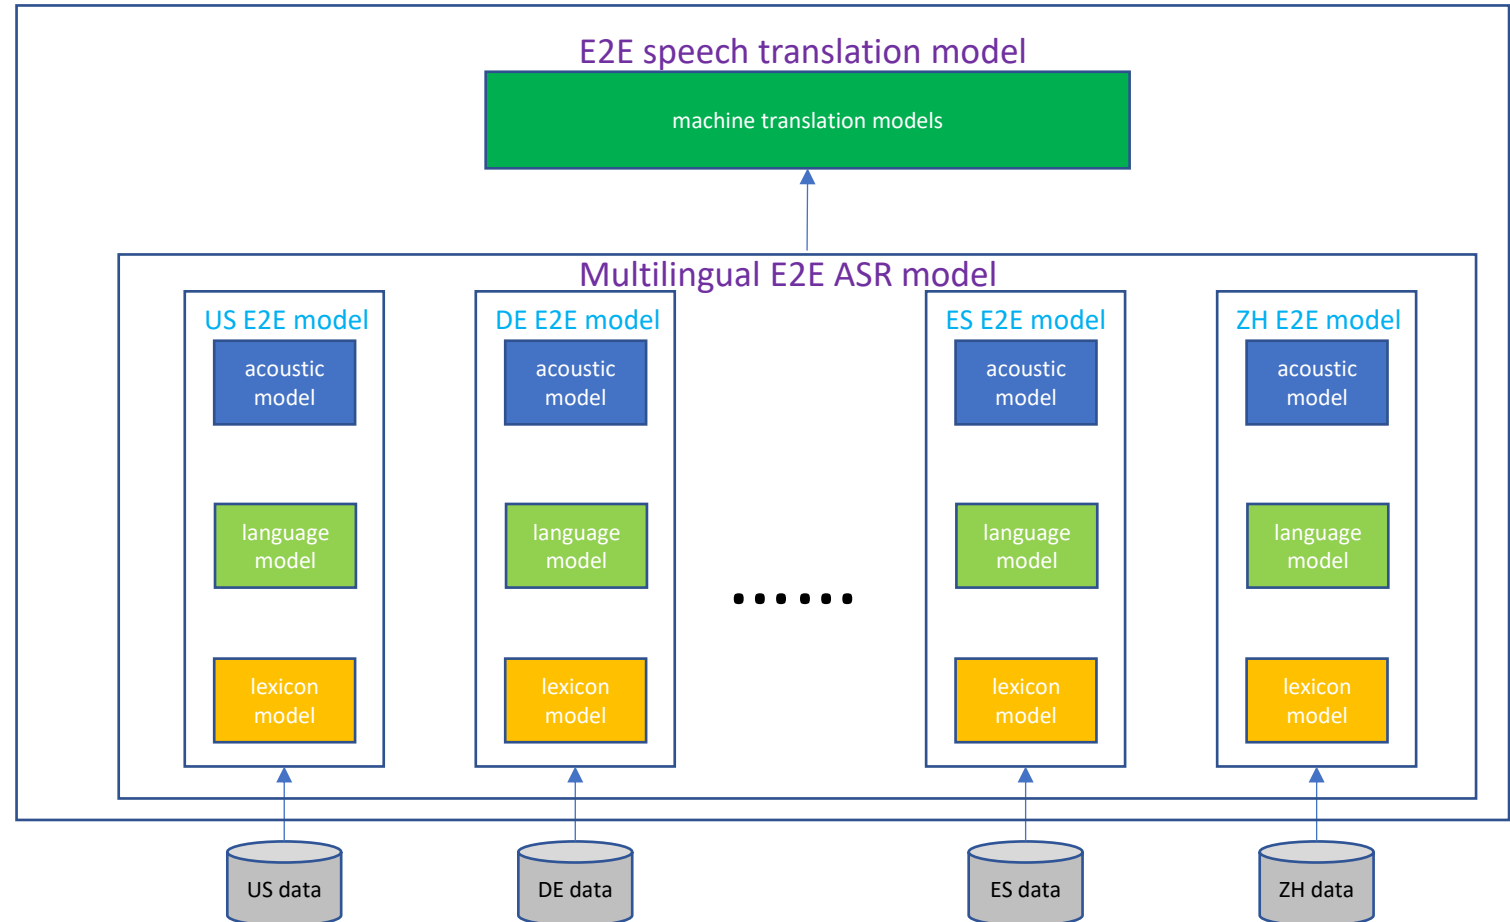 E2E speech translation model
machine translation models
Multilingual E2E ASR model
US E2E model
acoustic
model
language
model
lexicon
model
DE E2E model
acoustic
model
language
model
lexicon
model
......
ES E2E model
acoustic
model
language
model
lexicon
model
ZH E2E model
acoustic
model
language
model
lexicon
model
US data
DE data
ES data
ZH data